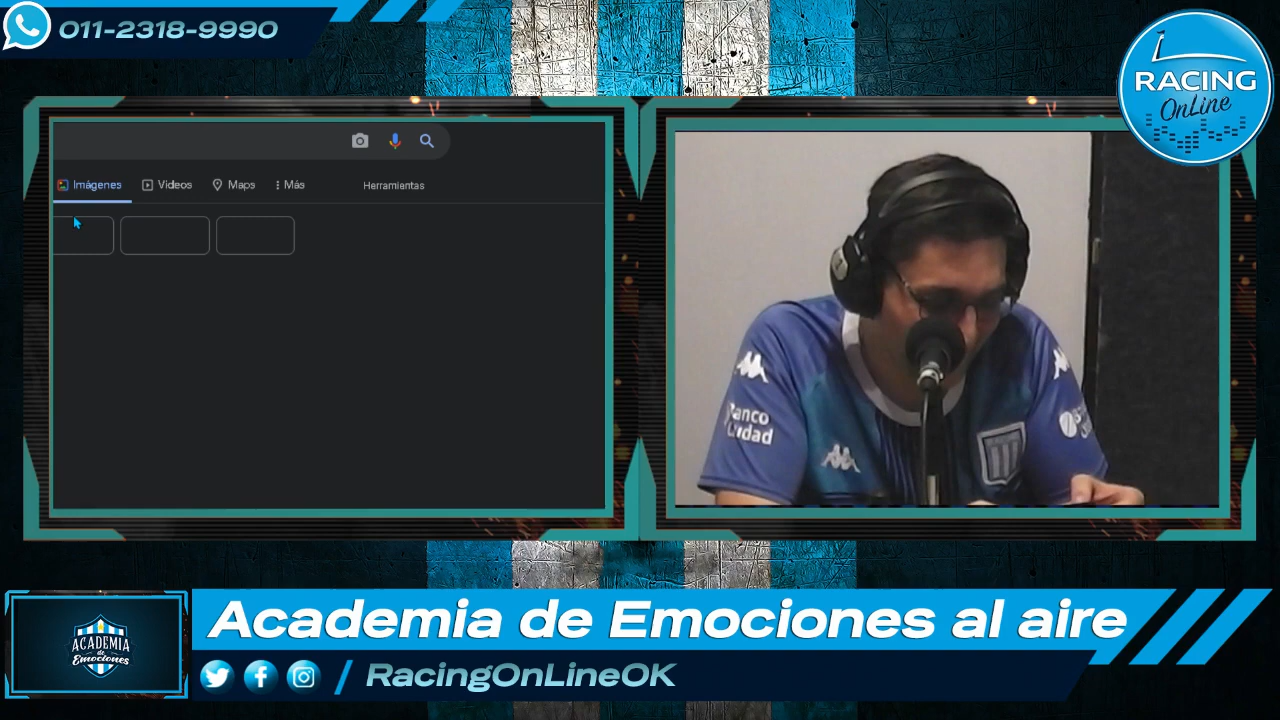 011-2318-9990
RACING
OnLine
Imágenes
Videos
Maps
Más
Herramientas
Ciudad
Academia de Emociones al aire
ACADEMIA
de
Emociones
RacingOnLineOK